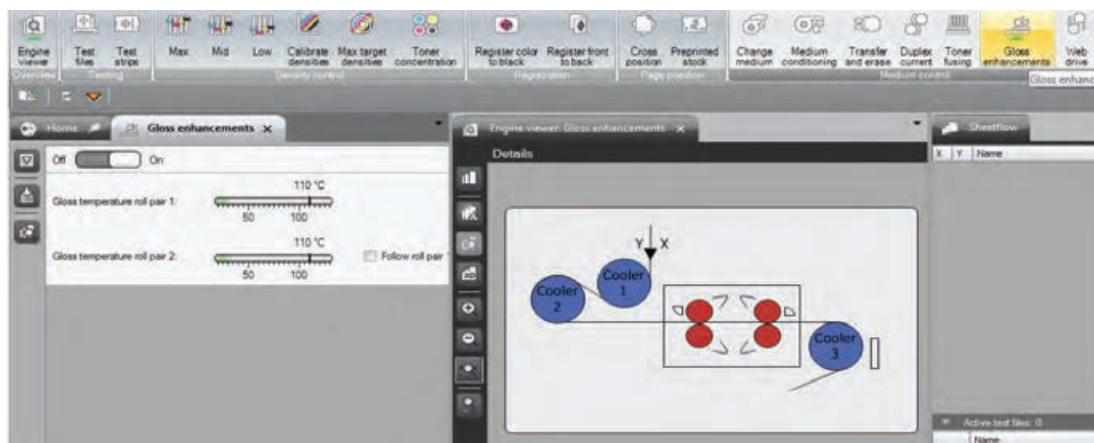 Engine viewer
Test files
Test strips
Max
Mid
Low
Calibrate densities
Max target densities
Toner concentration
Register color to black
Register front to back
Cross position
Preprinted stock
Change medium
Medium conditioning
Transfer and erase
Duplex current
Toner fusing
Gloss enhancements
Web drive
Overview
Testing
Density control
Registration
Page position
Medium control
Gloss enhanc
Home
Gloss enhancements
Engine viewer: Gloss enhancements
Sheetflow
Off On
Details
X Y Name
110 °C
Gloss temperature roll pair 1:
50 100
110 °C
Gloss temperature roll pair 2:
Follow roll pair
50 100
Y X
Cooler 1
Cooler 2
Cooler 3
Active test files: 0
Name